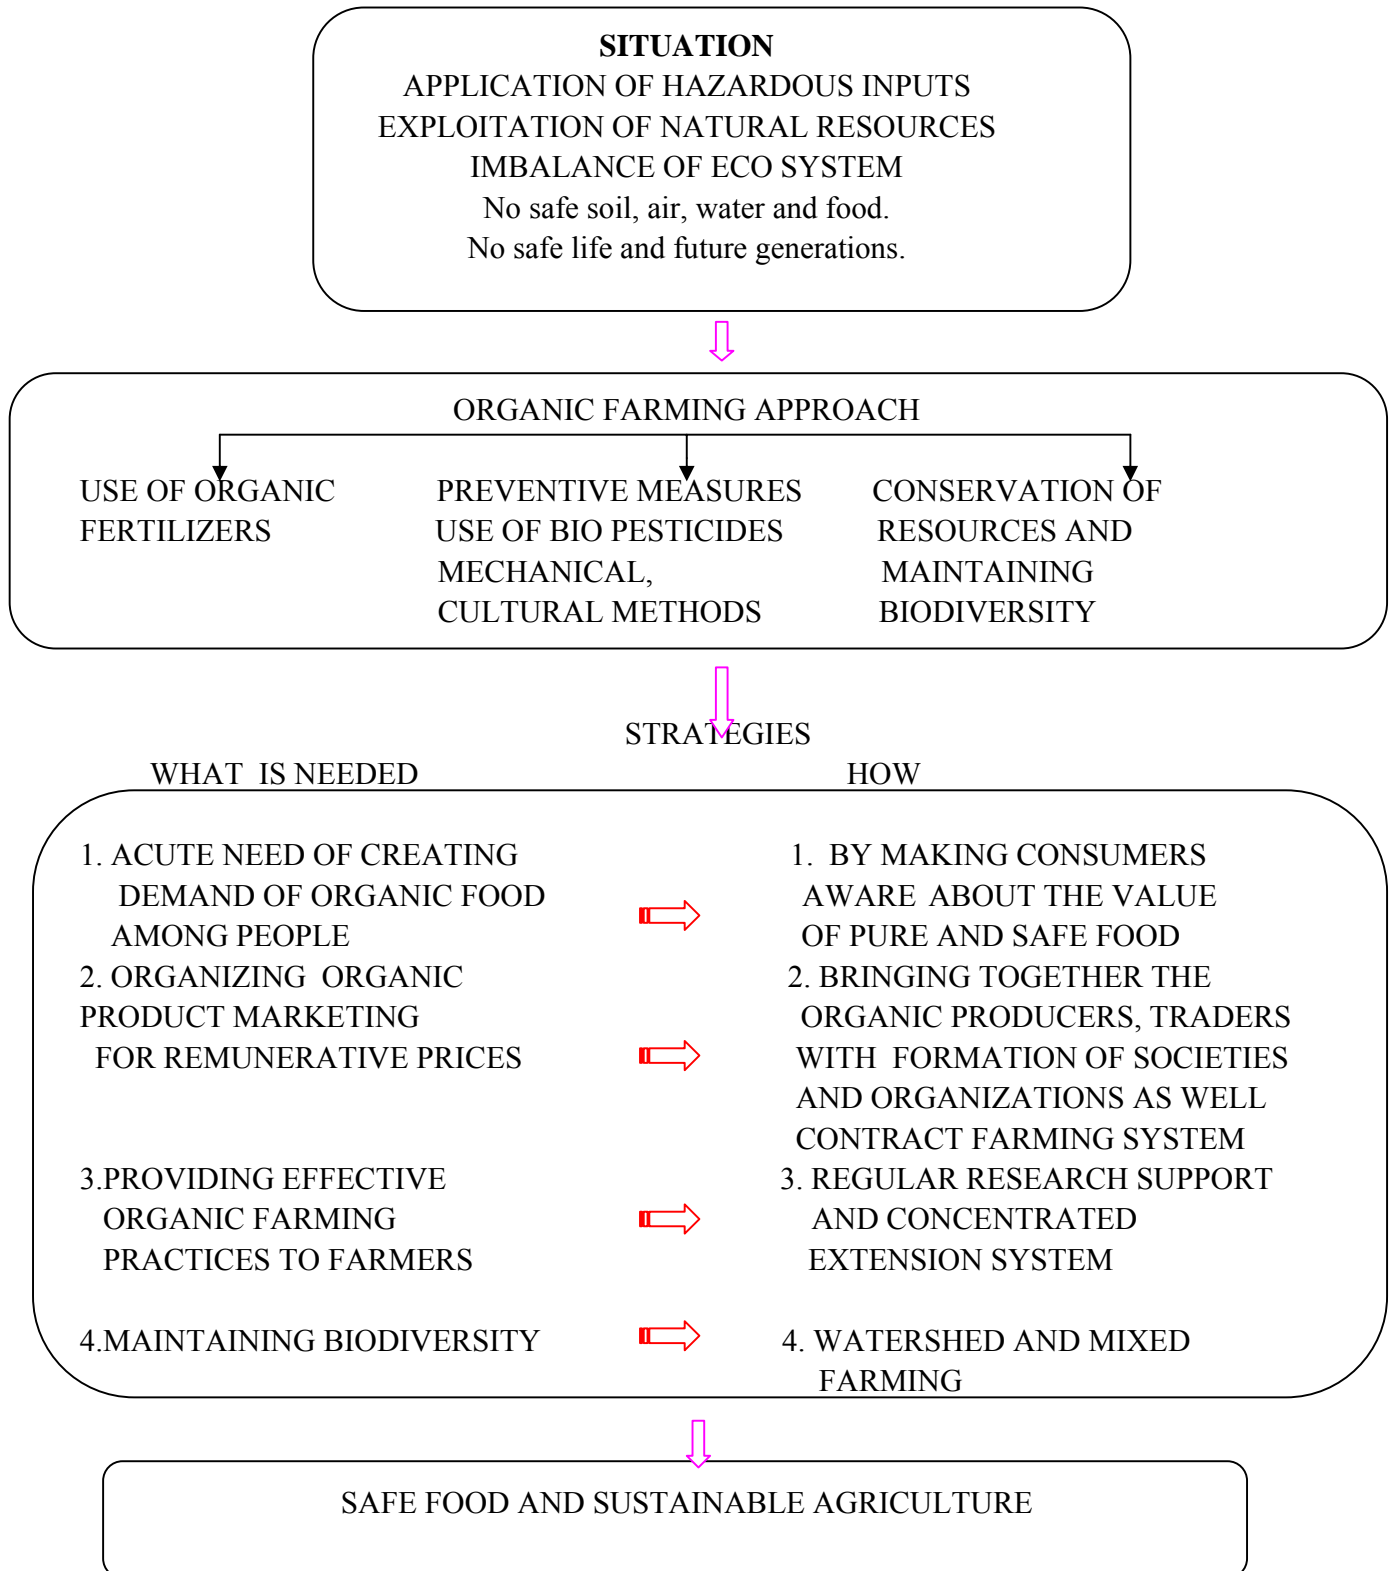 SITUATION
APPLICATION OF HAZARDOUS INPUTS
EXPLOITATION OF NATURAL RESOURCES
IMBALANCE OF ECO SYSTEM
No safe soil, air, water and food.
No safe life and future generations.
ORGANIC FARMING APPROACH
USE OF ORGANIC
FERTILIZERS
PREVENTIVE MEASURES
USE OF BIO PESTICIDES
MECHANICAL,
CULTURAL METHODS
CONSERVATION OF
RESOURCES AND
MAINTAINING
BIODIVERSITY
STRATEGIES
WHAT IS NEEDED
HOW
1. ACUTE NEED OF CREATING
DEMAND OF ORGANIC FOOD
AMONG PEOPLE
1. BY MAKING CONSUMERS
AWARE ABOUT THE VALUE
OF PURE AND SAFE FOOD
2. ORGANIZING ORGANIC
PRODUCT MARKETING
FOR REMUNERATIVE PRICES
2. BRINGING TOGETHER THE
ORGANIC PRODUCERS, TRADERS
WITH FORMATION OF SOCIETIES
AND ORGANIZATIONS AS WELL
CONTRACT FARMING SYSTEM
3.PROVIDING EFFECTIVE
ORGANIC FARMING
PRACTICES TO FARMERS
3. REGULAR RESEARCH SUPPORT
AND CONCENTRATED
EXTENSION SYSTEM
4.MAINTAINING BIODIVERSITY
4. WATERSHED AND MIXED
FARMING
SAFE FOOD AND SUSTAINABLE AGRICULTURE